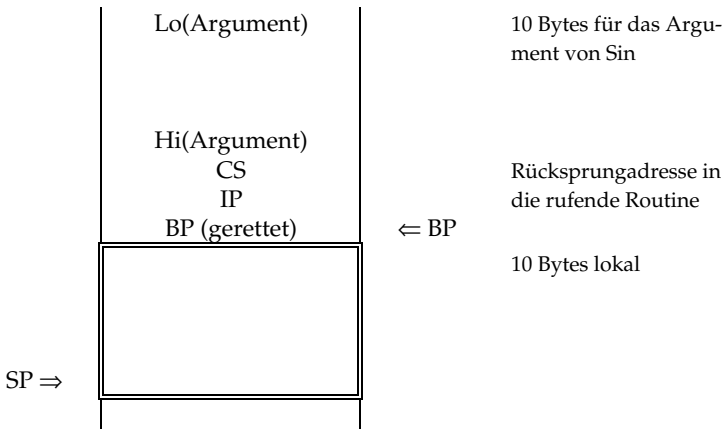 Lo(Argument)
10 Bytes für das Argu-
ment von Sin
Hi(Argument)
CS
Rücksprungadresse in
IP
die rufende Routine
BP (gerettet)
⇐ BP
10 Bytes lokal
SP ⇒